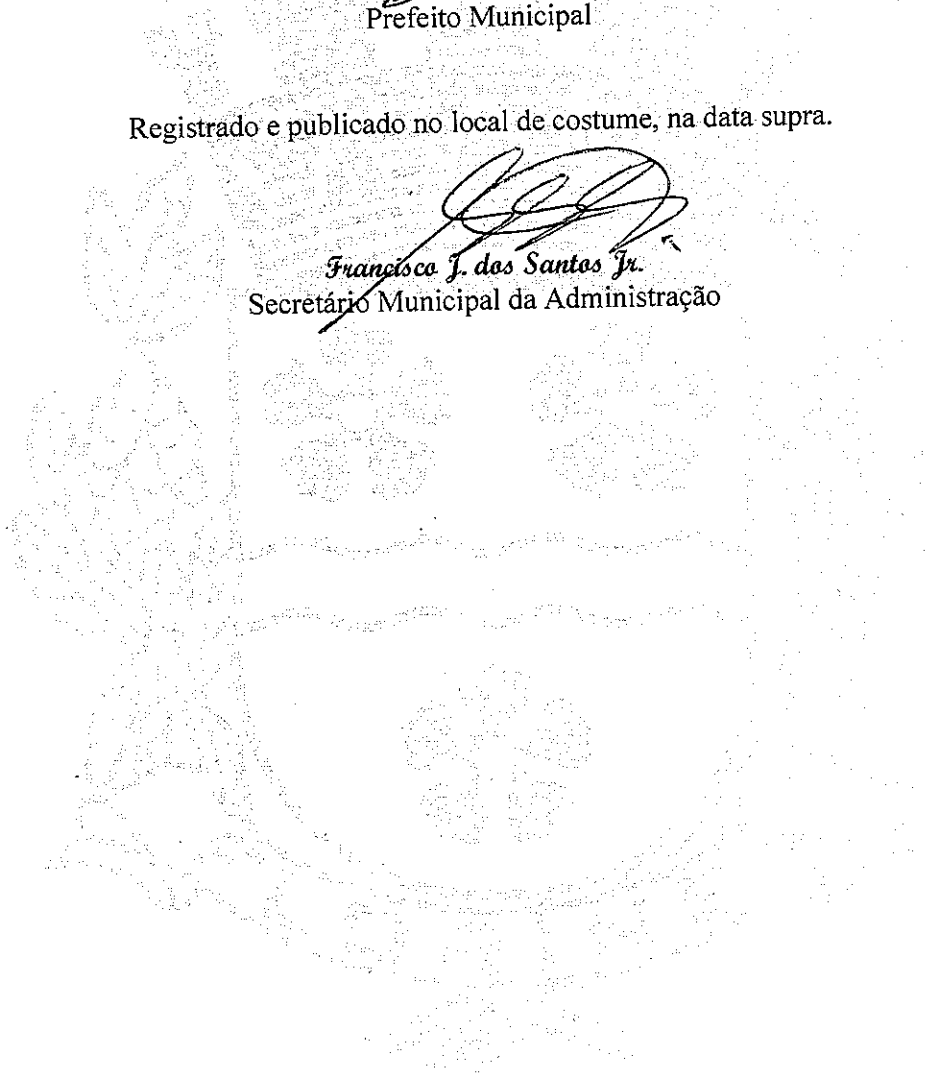 Prefeito Municipal
Registrado e publicado no local de costume, na data supra.
Francisco J. dos Santos Jr.
Secretário Municipal da Administração